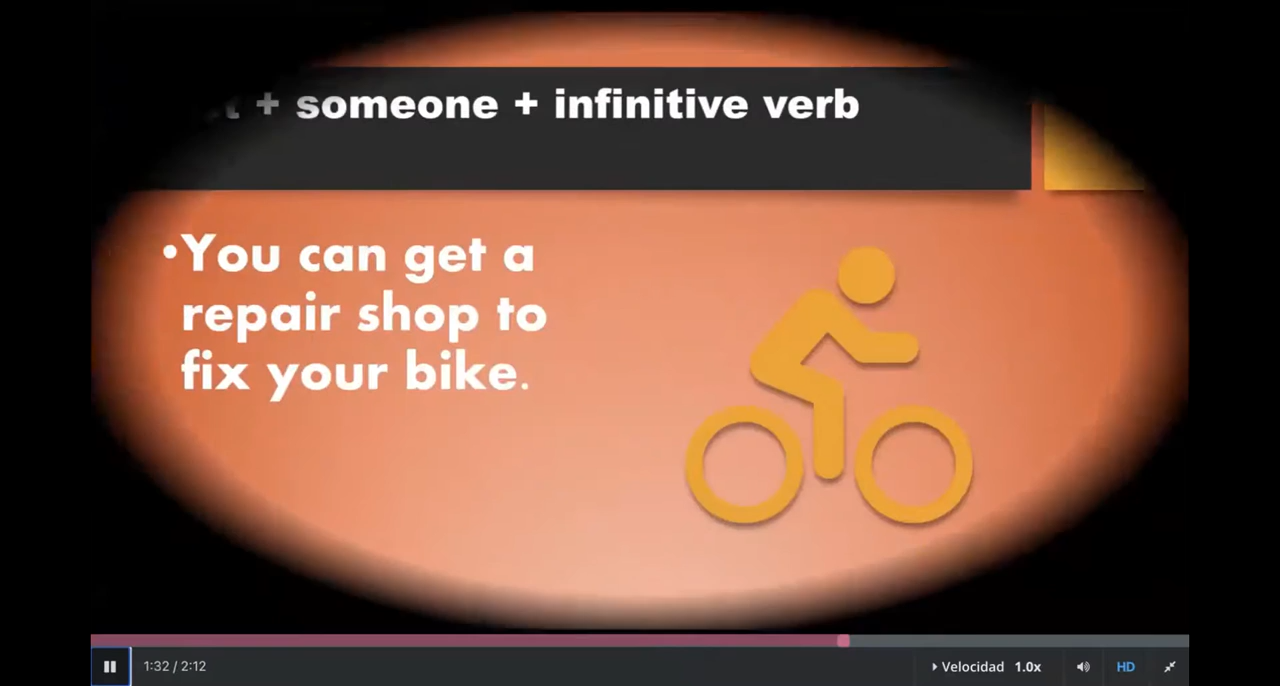 + someone + infinitive verb
•You can get a
repair shop to
fix your bike.
1:32 / 2:12
Velocidad 1.0x
HD